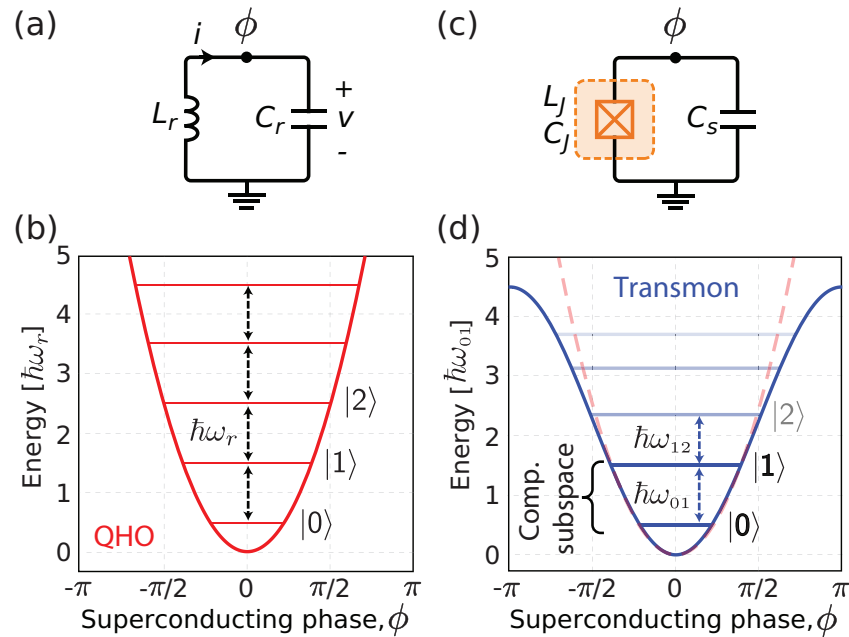 (a)
ϕ
i
L_r
C_r
+
v
-
(c)
ϕ
L_J
C_J
C_s
(b)
Energy [ħω_r]
5
4
3
2
1
0
ħω_r
|2⟩
|1⟩
|0⟩
QHO
-π
-π/2
0
π/2
π
Superconducting phase, ϕ
(d)
Energy [ħω_01]
5
4
3
2
1
0
Transmon
|2⟩
ħω_12
|1⟩
ħω_01
|0⟩
Comp.
subspace
-π
-π/2
0
π/2
π
Superconducting phase, ϕ